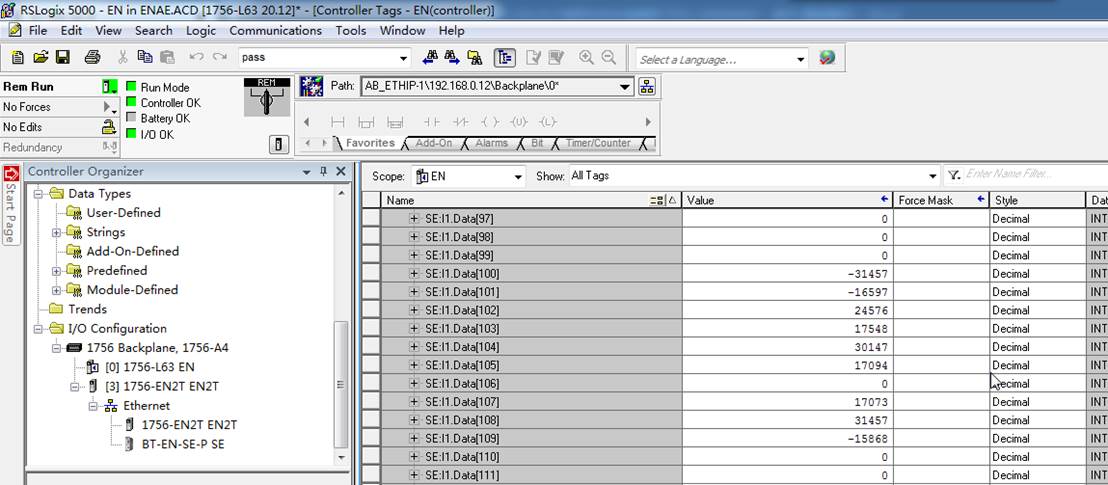 RSLogix 5000 - EN in ENAE.ACD [1756-L63 20.12]* - [Controller Tags - EN(controller)]
File Edit View Search Logic Communications Tools Window Help
pass
Select a Language...
Rem Run
No Forces
No Edits
Redundancy
Run Mode
Controller OK
Battery OK
I/O OK
REM
Path: AB_ETHIP-1\192.168.0.12\Backplane\0*
Favorites Add-On Alarms Bit Timer/Counter
Start Page
Controller Organizer
Data Types
User-Defined
Strings
Add-On-Defined
Predefined
Module-Defined
Trends
I/O Configuration
1756 Backplane, 1756-A4
[0] 1756-L63 EN
[3] 1756-EN2T EN2T
Ethernet
1756-EN2T EN2T
BT-EN-SE-P SE
Scope: EN Show: All Tags Enter Name Filter...
Name Value Force Mask Style Dat
SE:I1.Data[97] 0 Decimal INT
SE:I1.Data[98] 0 Decimal INT
SE:I1.Data[99] 0 Decimal INT
SE:I1.Data[100] -31457 Decimal INT
SE:I1.Data[101] -16597 Decimal INT
SE:I1.Data[102] 24576 Decimal INT
SE:I1.Data[103] 17548 Decimal INT
SE:I1.Data[104] 30147 Decimal INT
SE:I1.Data[105] 17094 Decimal INT
SE:I1.Data[106] 0 Decimal INT
SE:I1.Data[107] 17073 Decimal INT
SE:I1.Data[108] 31457 Decimal INT
SE:I1.Data[109] -15868 Decimal INT
SE:I1.Data[110] 0 Decimal INT
SE:I1.Data[111] 0 Decimal INT